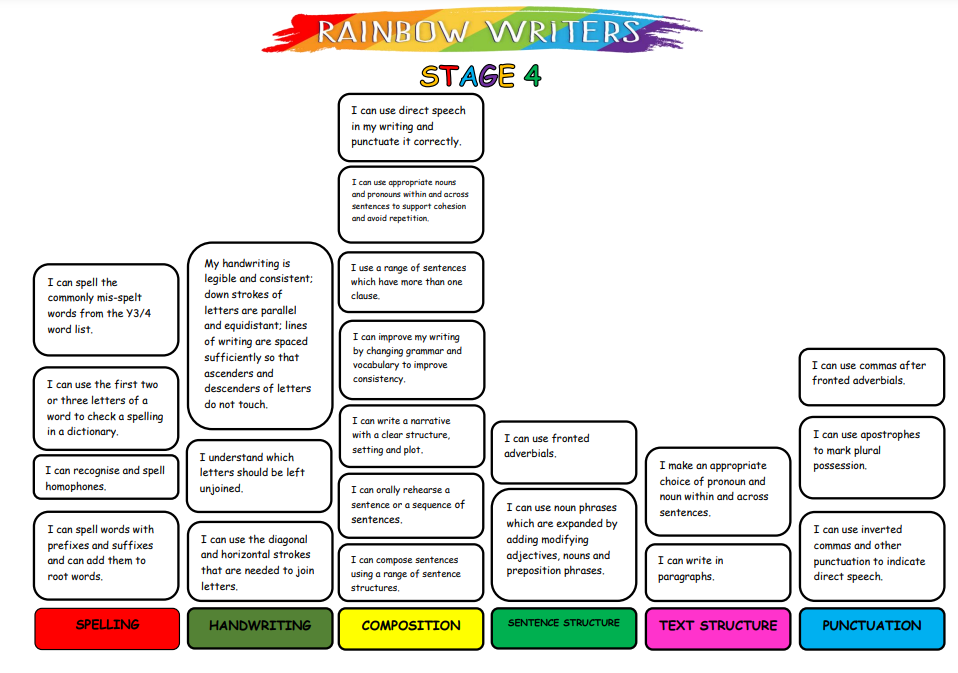 RAINBOW WRITERS
STAGE 4
I can spell the
commonly mis-spelt
words from the Y3/4
word list.
I can use the first two
or three letters of a
word to check a spelling
in a dictionary.
I can recognise and spell
homophones.
I can spell words with
prefixes and suffixes
and can add them to
root words.
SPELLING
My handwriting is
legible and consistent;
down strokes of
letters are parallel
and equidistant; lines
of writing are spaced
sufficiently so that
ascenders and
descenders of letters
do not touch.
I understand which
letters should be left
unjoined.
I can use the diagonal
and horizontal strokes
that are needed to join
letters.
HANDWRITING
I can use direct speech
in my writing and
punctuate it correctly.
I can use appropriate nouns
and pronouns within and across
sentences to support cohesion
and avoid repetition.
I use a range of sentences
which have more than one
clause.
I can improve my writing
by changing grammar and
vocabulary to improve
consistency.
I can write a narrative
with a clear structure,
setting and plot.
I can orally rehearse a
sentence or a sequence of
sentences.
I can compose sentences
using a range of sentence
structures.
COMPOSITION
I can use fronted
adverbials.
I can use noun phrases
which are expanded by
adding modifying
adjectives, nouns and
preposition phrases.
SENTENCE STRUCTURE
I make an appropriate
choice of pronoun and
noun within and across
sentences.
I can write in
paragraphs.
TEXT STRUCTURE
I can use commas after
fronted adverbials.
I can use apostrophes
to mark plural
possession.
I can use inverted
commas and other
punctuation to indicate
direct speech.
PUNCTUATION